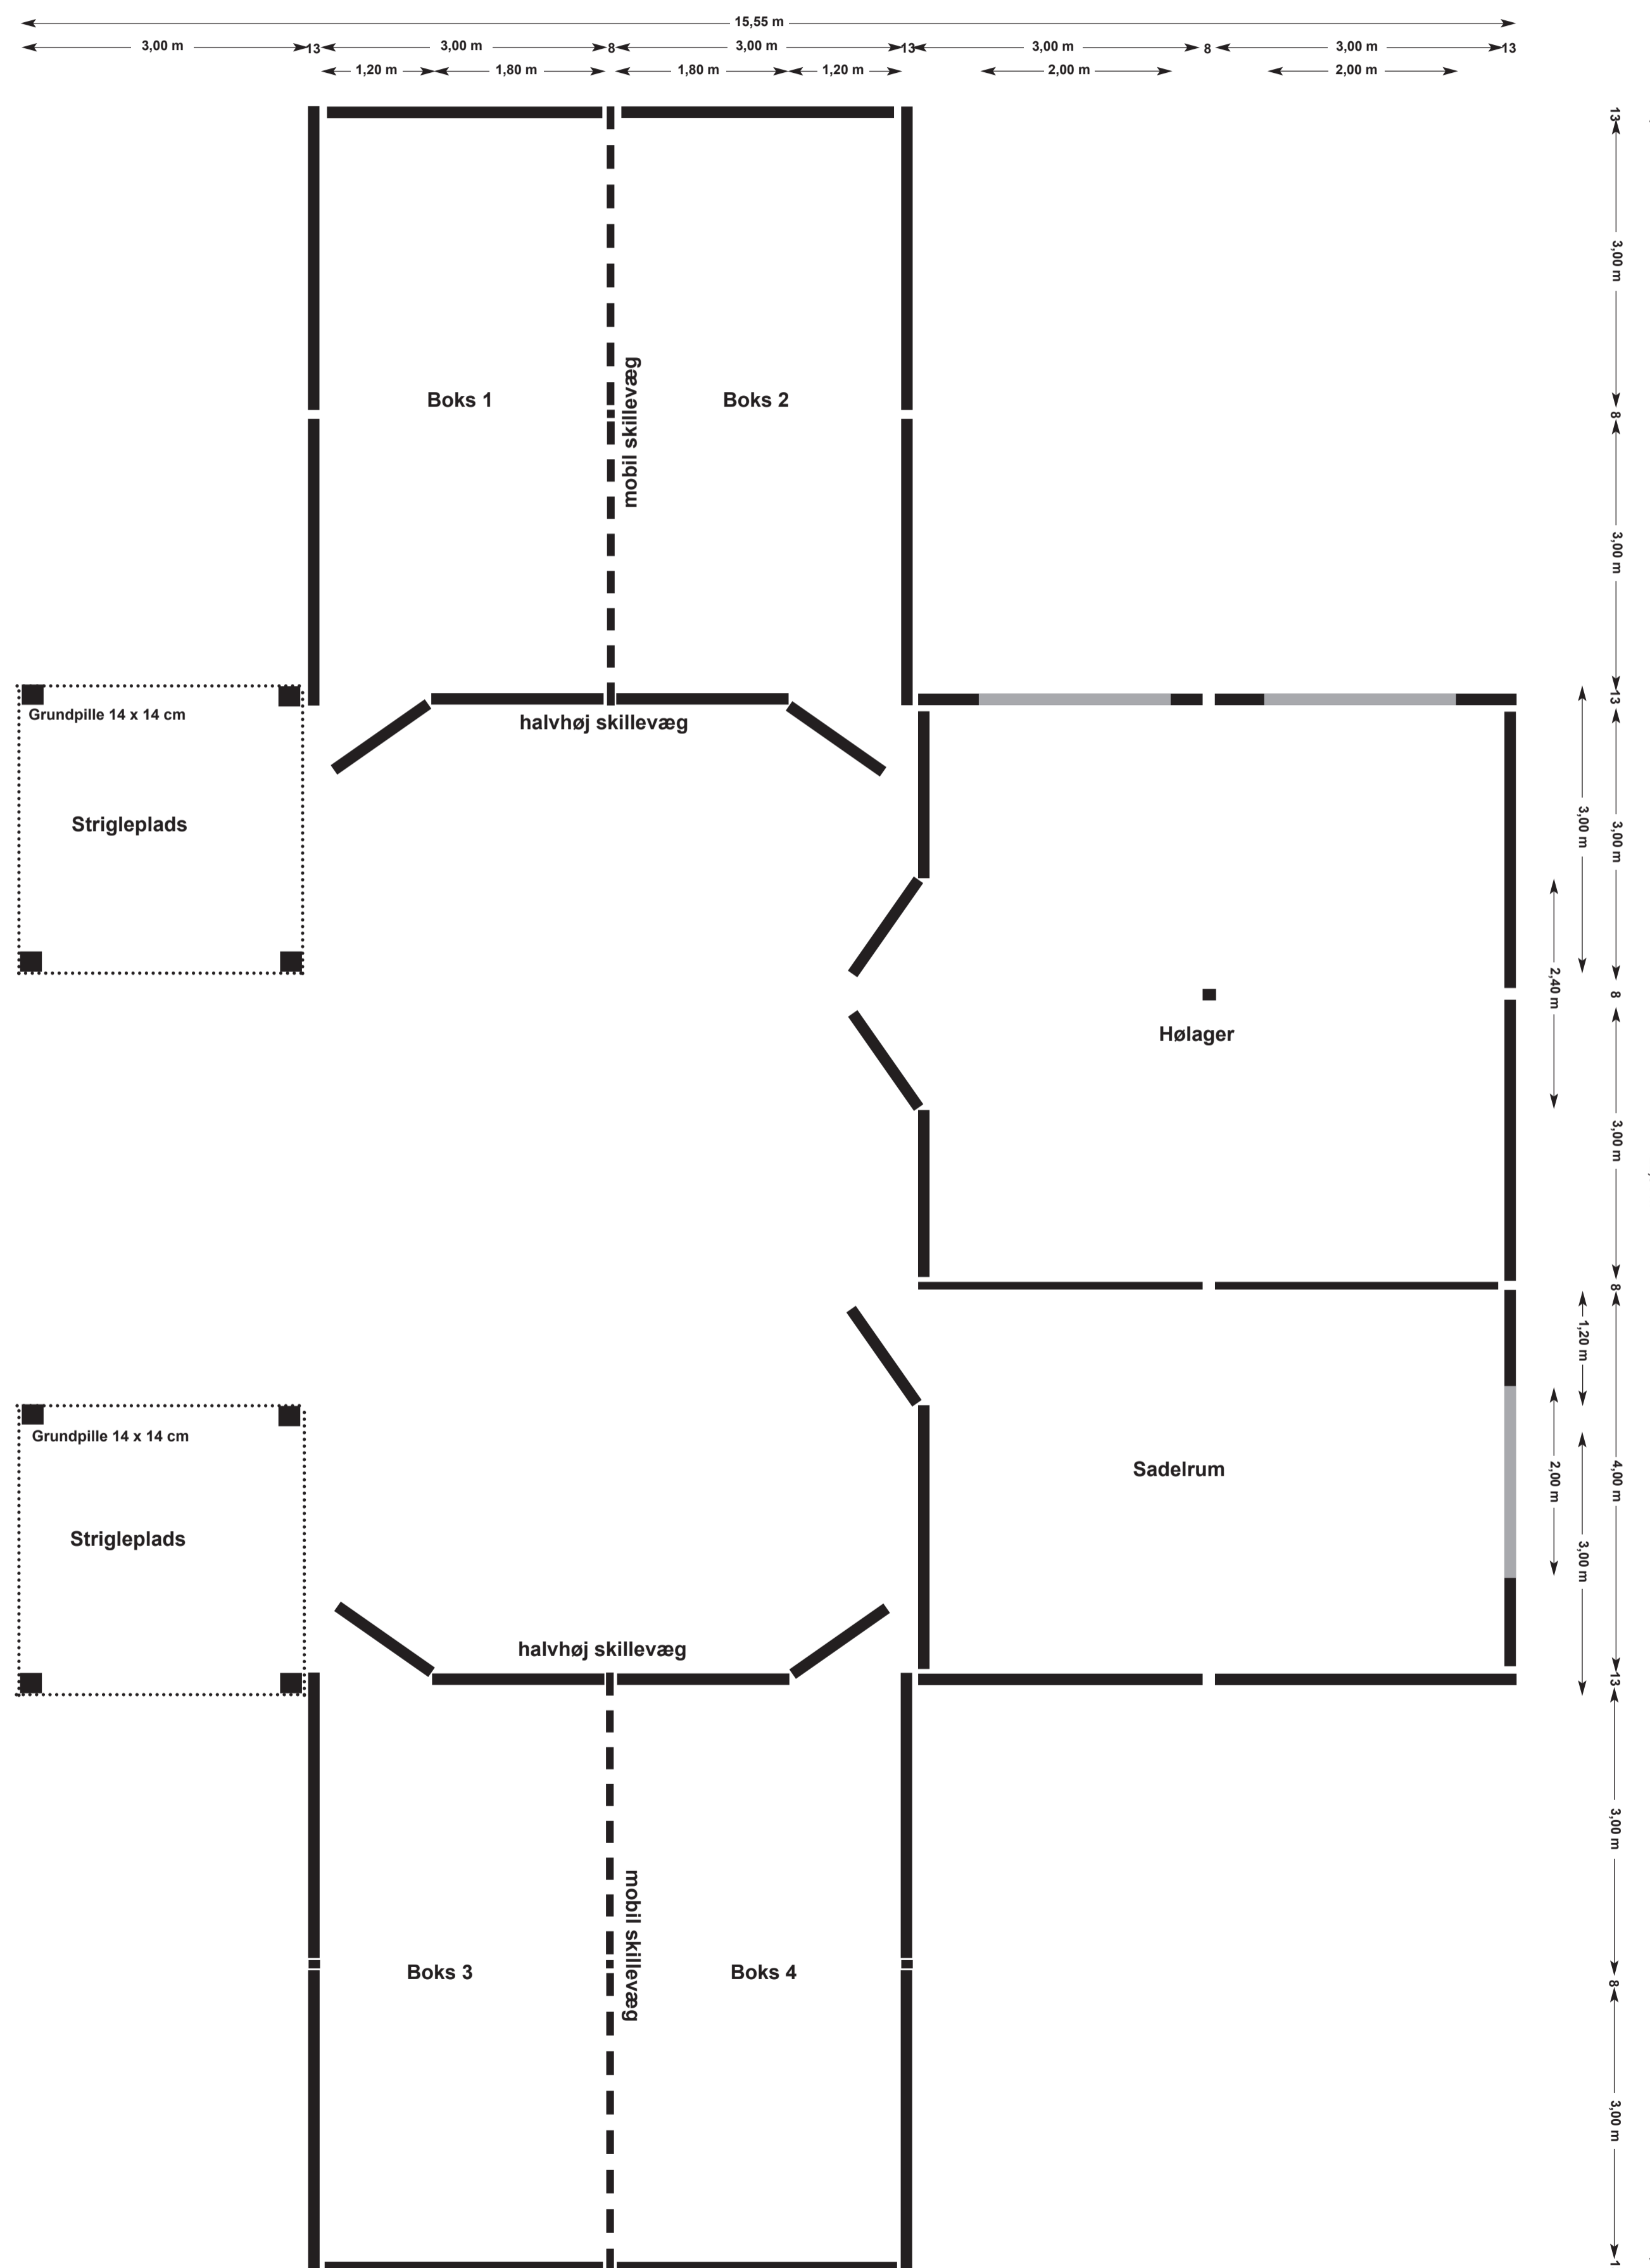 15,55 m
3,00 m 13 3,00 m 8 3,00 m 13 3,00 m 8 3,00 m 13
1,20 m 1,80 m 1,80 m 1,20 m 2,00 m 2,00 m
13
3,00 m
mobil skillevæg
Boks 1 Boks 2
8
3,00 m
13
Grundpille 14 x 14 cm
halvhøj skillevæg
Strigleplads
3,00 m 3,00 m
2,40 m 8
Hølager
3,00 m
8
1,20 m
Grundpille 14 x 14 cm
Sadelrum
2,00 m 4,00 m
Strigleplads
3,00 m
halvhøj skillevæg
13
3,00 m
mobil skillevæg
Boks 3 Boks 4
8
3,00 m